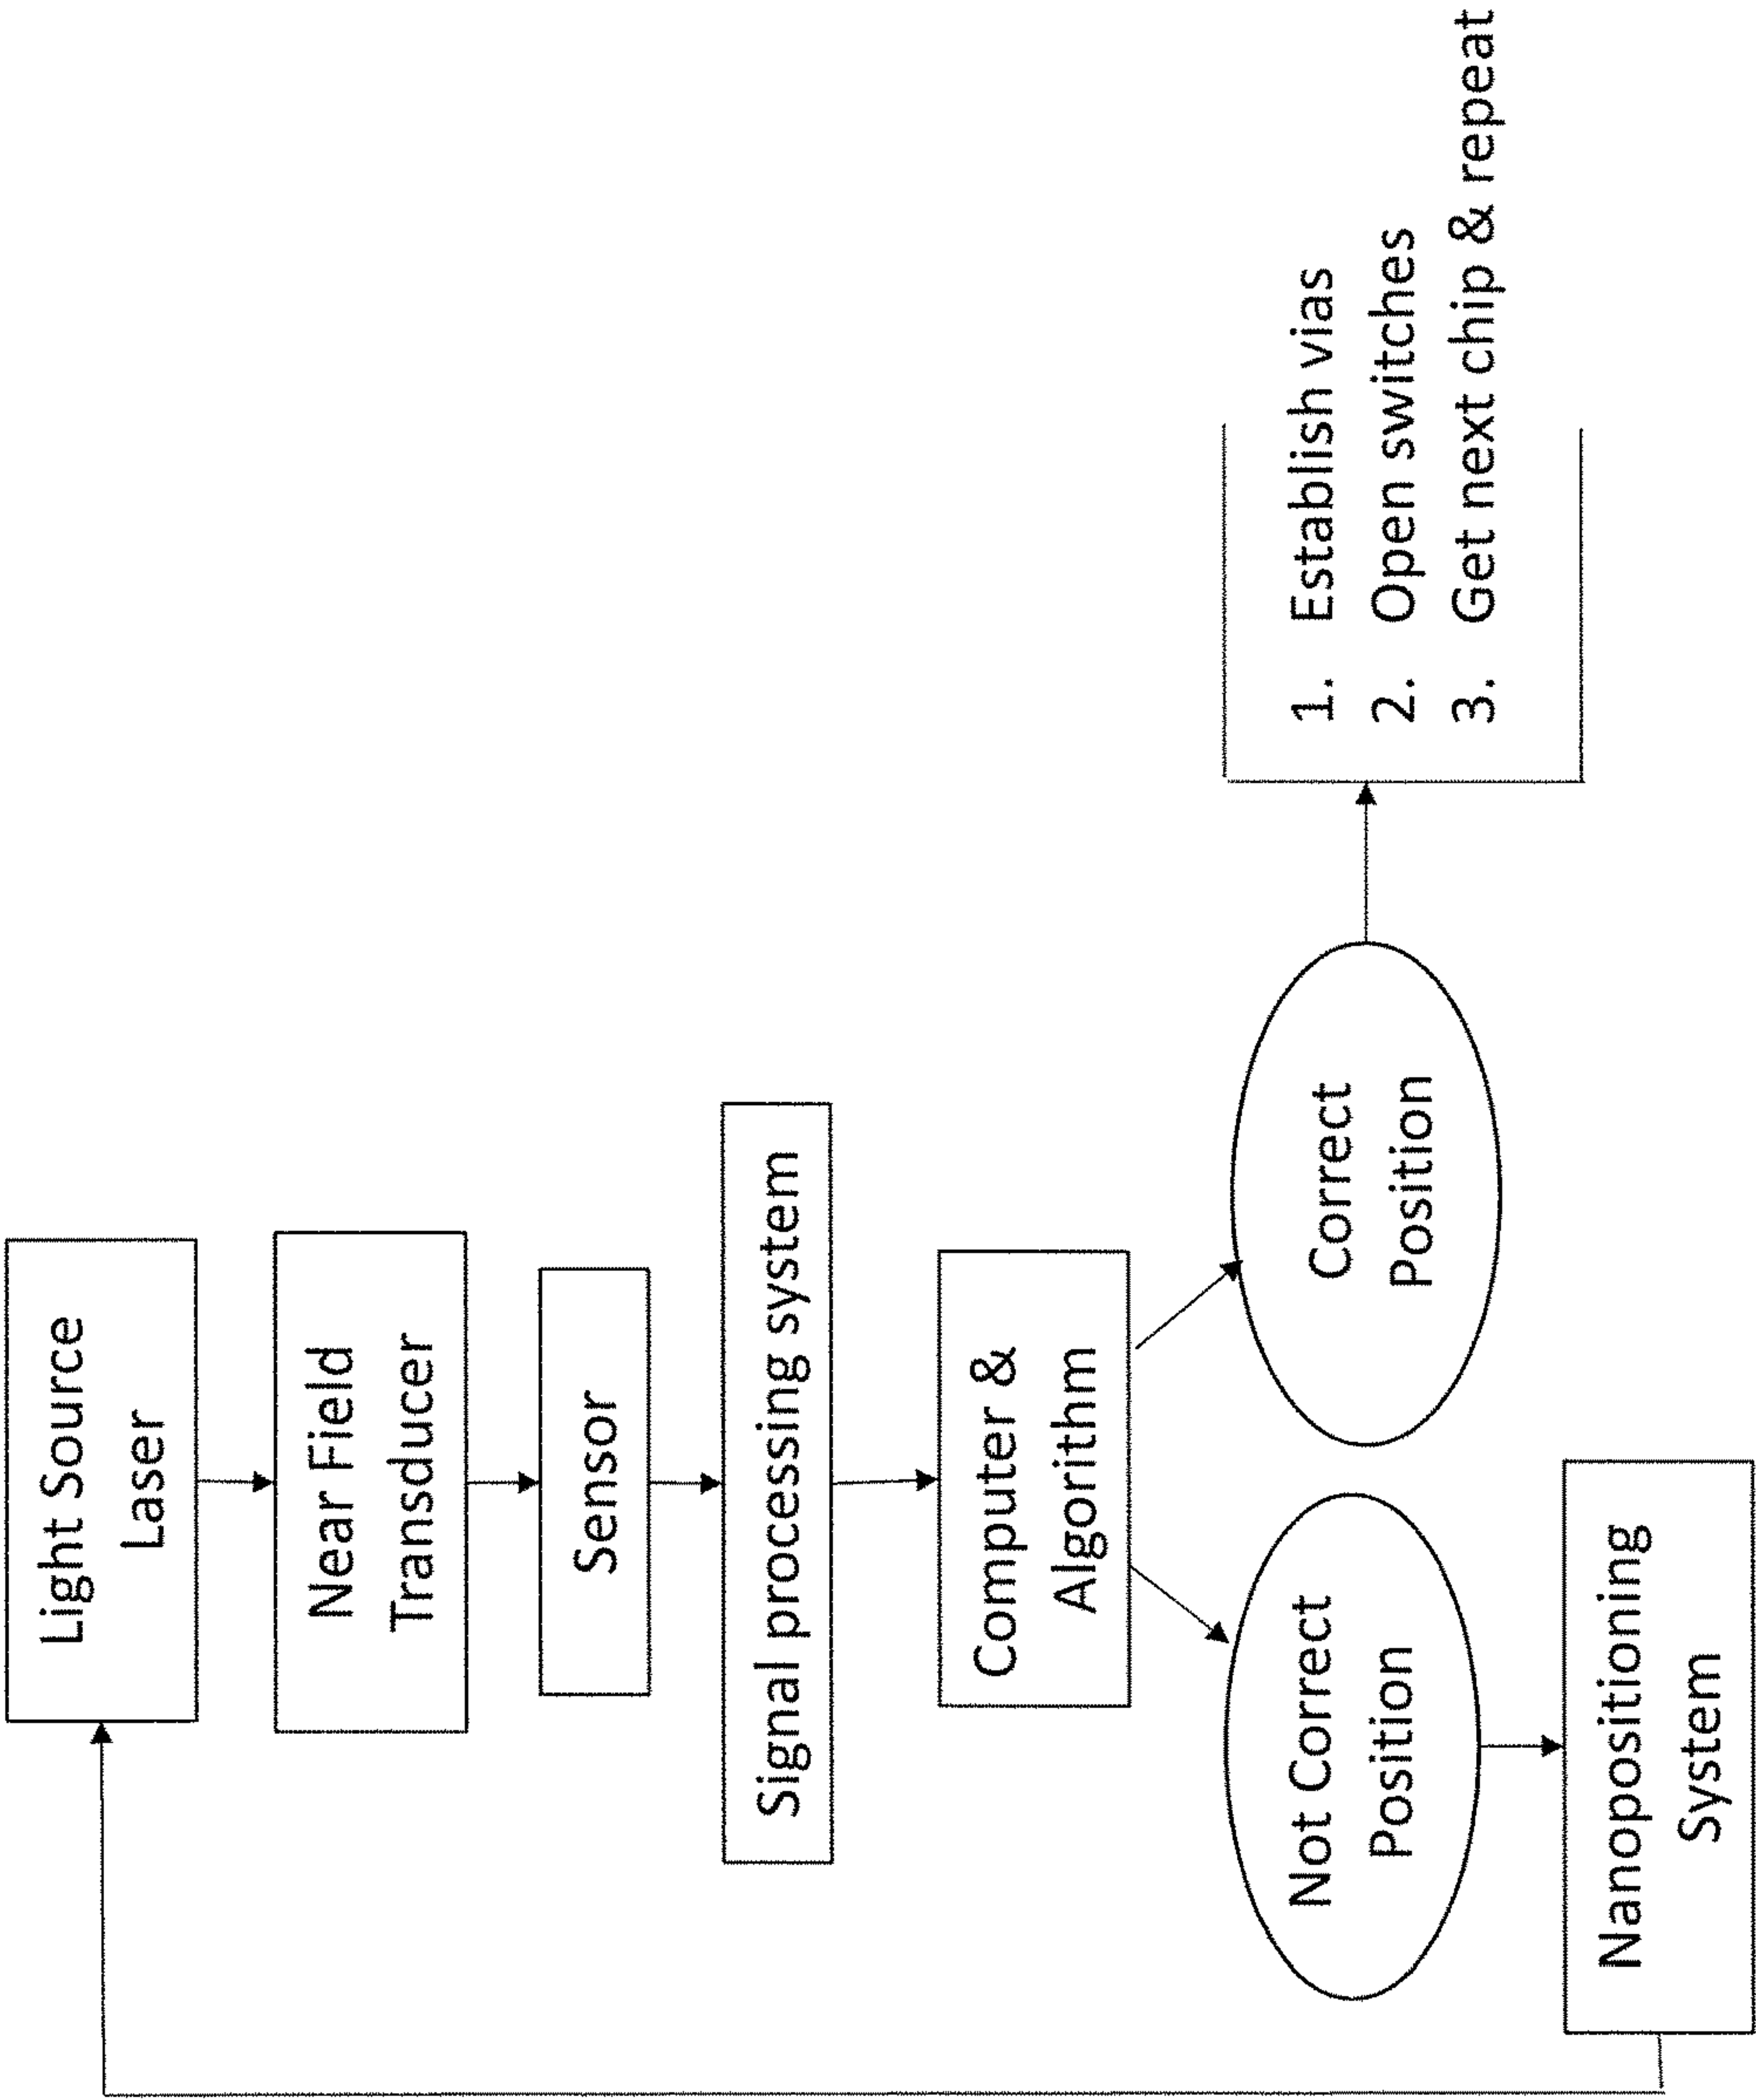 Light Source
Laser
Near Field
Transducer
Sensor
Signal processing system
Computer &
Algorithm
Not Correct
Position
Correct
Position
1. Establish vias
2. Open switches
3. Get next chip & repeat
Nanopositioning
System